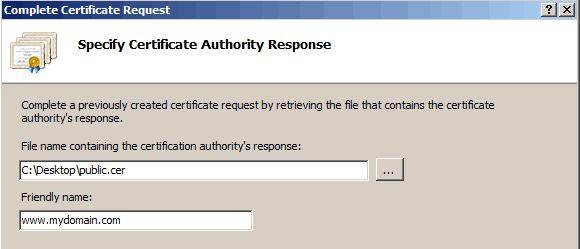 Complete Certificate Request
Specify Certificate Authority Response
Complete a previously created certificate request by retrieving the file that contains the certificate
authority's response.
File name containing the certification authority's response:
C:\Desktop\public.cer
...
Friendly name:
www.mydomain.com